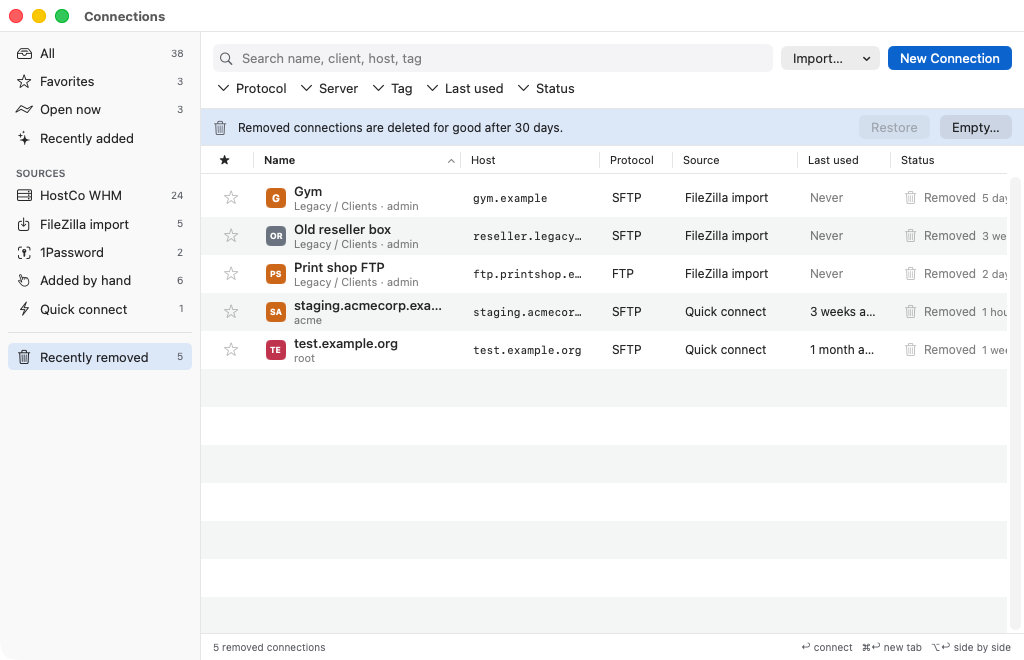 Connections
All 38
Favorites 3
Open now 3
Recently added
SOURCES
HostCo WHM 24
FileZilla import 5
1Password 2
Added by hand 6
Quick connect 1
Recently removed 5
Search name, client, host, tag
Import...
New Connection
Protocol Server Tag Last used Status
Removed connections are deleted for good after 30 days.
Restore
Empty...
★ Name Host Protocol Source Last used Status
G Gym gym.example SFTP FileZilla import Never Removed 5 day
Legacy / Clients · admin
OR Old reseller box reseller.legacy... SFTP FileZilla import Never Removed 3 we
Legacy / Clients · admin
PS Print shop FTP ftp.printshop.e... FTP FileZilla import Never Removed 2 day
Legacy / Clients · admin
SA staging.acmecorp.exa... staging.acmecor... SFTP Quick connect 3 weeks a... Removed 1 hou
acme
TE test.example.org test.example.org SFTP Quick connect 1 month a... Removed 1 wee
root
5 removed connections
↩ connect ⌘↩ new tab ⌥↩ side by side